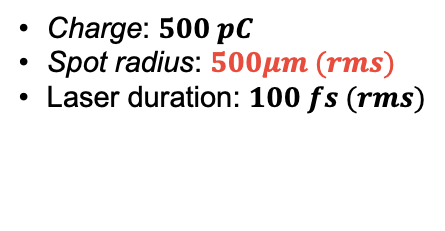 • Charge: 500 pC
• Spot radius: 500μm (rms)
• Laser duration: 100 fs (rms)